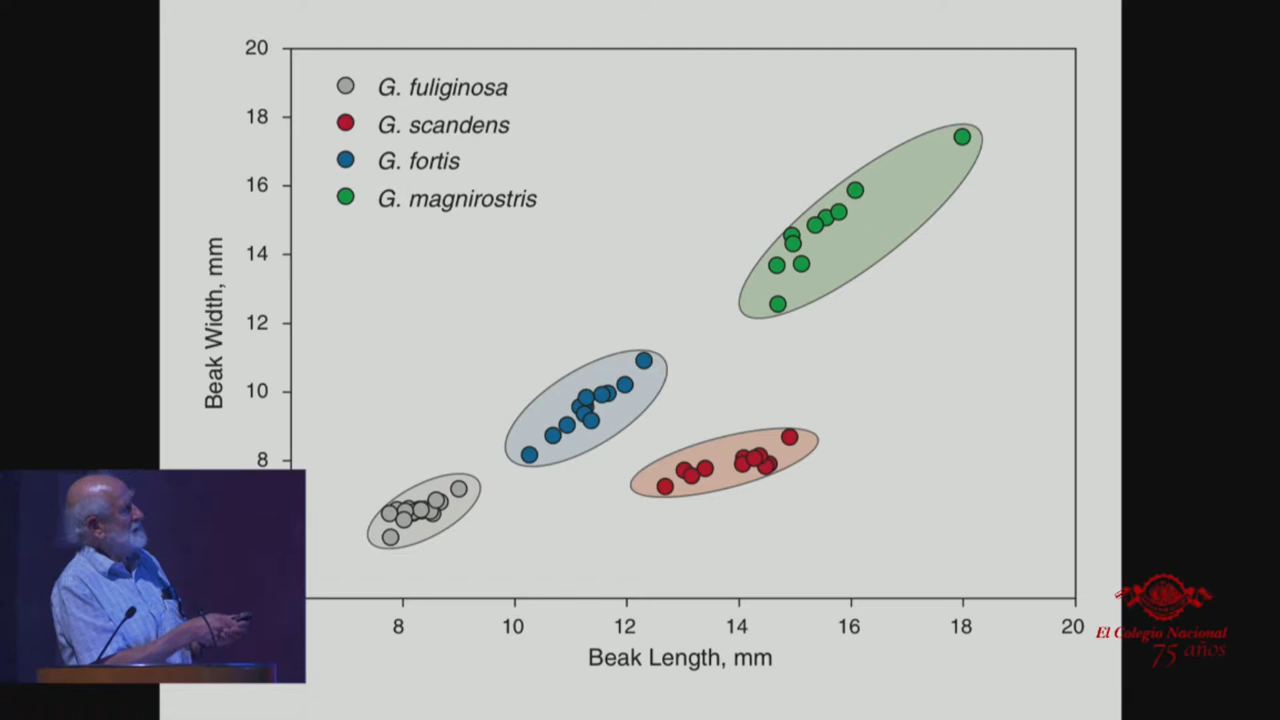 20
18
16
14
12
10
8
Beak Width, mm
G. fuliginosa
G. scandens
G. fortis
G. magnirostris
8 10 12 14 16 18 20
Beak Length, mm
El Colegio Nacional
75 años